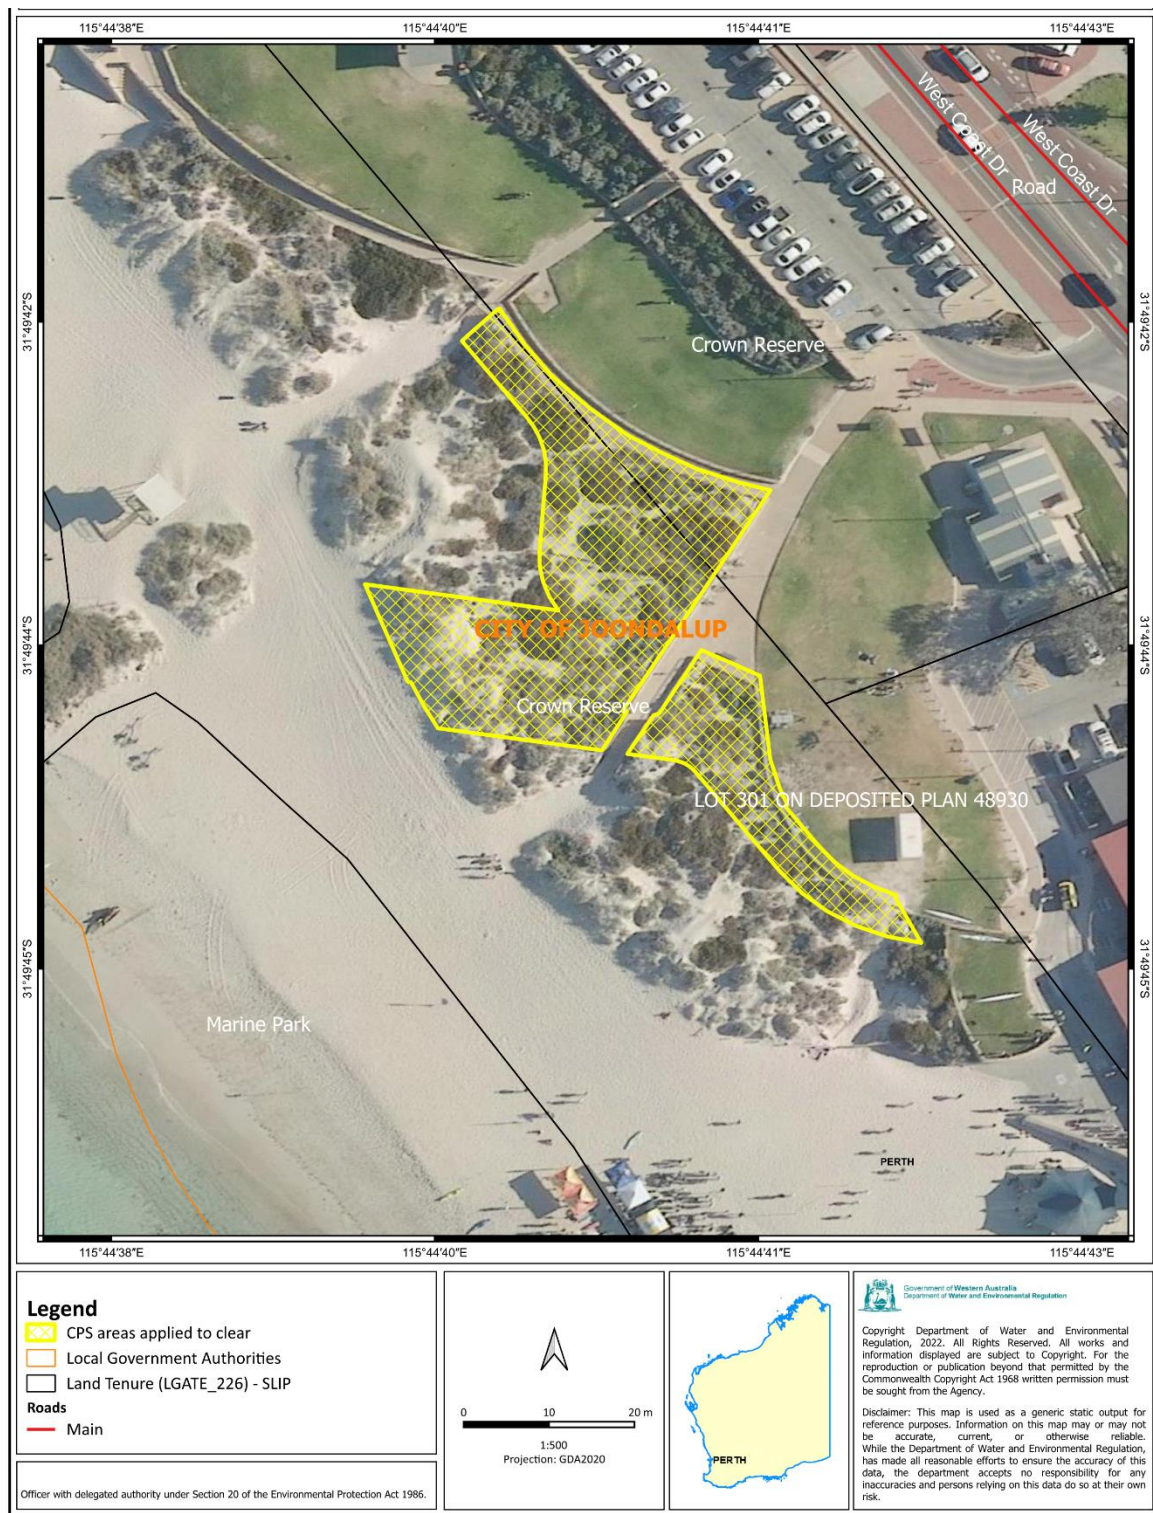 115°44'38"E 115°44'40"E 115°44'41"E 115°44'43"E
West Coast Dr
West Coast Dr
Road
31°49'42"S
31°49'42"S
Crown Reserve
31°49'44"S
31°49'44"S
CITY OF JOONDALUP
Crown Reserve
LOT 301 ON DEPOSITED PLAN 48930
31°49'45"S
31°49'45"S
Marine Park
PERTH
115°44'38"E 115°44'40"E 115°44'41"E 115°44'43"E
Legend
CPS areas applied to clear
Local Government Authorities
Land Tenure (LGATE_226) - SLIP
Roads
Main
Officer with delegated authority under Section 20 of the Environmental Protection Act 1986.
0 10 20 m
1:500
Projection: GDA2020
PERTH
Government of Western Australia
Department of Water and Environmental Regulation
Copyright Department of Water and Environmental
Regulation, 2022. All Rights Reserved. All works and
information displayed are subject to Copyright. For the
reproduction or publication beyond that permitted by the
Commonwealth Copyright Act 1968 written permission must
be sought from the Agency.
Disclaimer: This map is used as a generic static output for
reference purposes. Information on this map may or may not
be accurate, current, or otherwise reliable.
While the Department of Water and Environmental Regulation,
has made all reasonable efforts to ensure the accuracy of this
data, the department accepts no responsibility for any
inaccuracies and persons relying on this data do so at their own
risk.